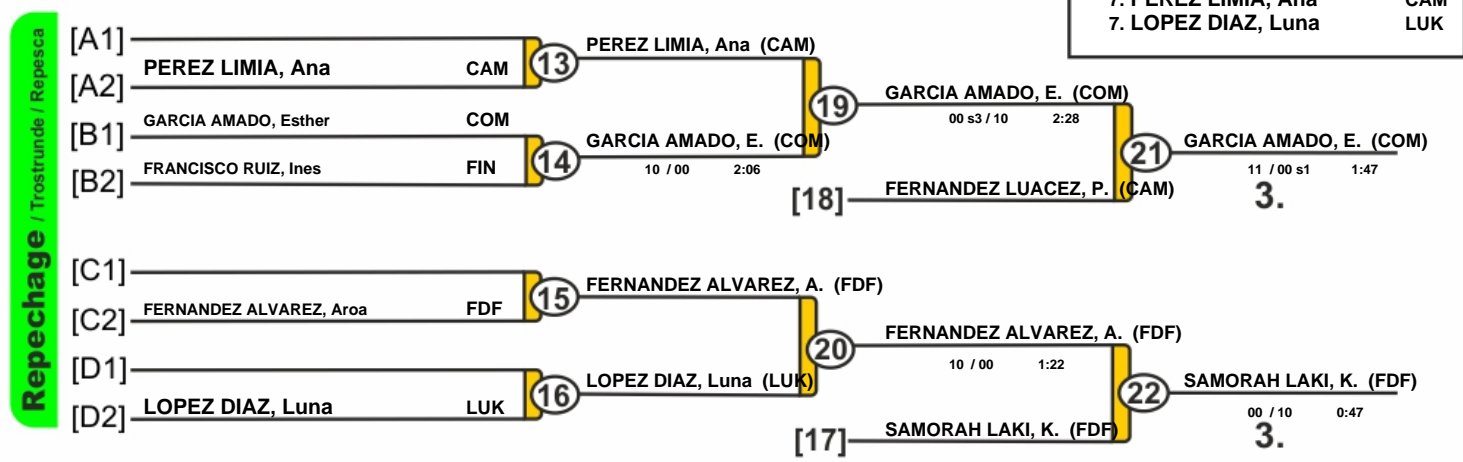 7. PEREZ LIMIA, Ana CAM
7. LOPEZ DIAZ, Luna LUK
Repechage / Trostrunde / Repesca
[A1]
PEREZ LIMIA, Ana CAM
[A2]
13
PEREZ LIMIA, Ana (CAM)
[B1]
GARCIA AMADO, Esther COM
FRANCISCO RUIZ, Ines FIN
[B2]
14
GARCIA AMADO, E. (COM)
10 / 00 2:06
19
GARCIA AMADO, E. (COM)
00 s3 / 10 2:28
[18]
FERNANDEZ LUACEZ, P. (CAM)
21
GARCIA AMADO, E. (COM)
11 / 00 s1 1:47
3.
[C1]
FERNANDEZ ALVAREZ, Aroa FDF
[C2]
15
FERNANDEZ ALVAREZ, A. (FDF)
[D1]
LOPEZ DIAZ, Luna LUK
[D2]
16
LOPEZ DIAZ, Luna (LUK)
20
FERNANDEZ ALVAREZ, A. (FDF)
10 / 00 1:22
[17]
SAMORAH LAKI, K. (FDF)
22
SAMORAH LAKI, K. (FDF)
00 / 10 0:47
3.